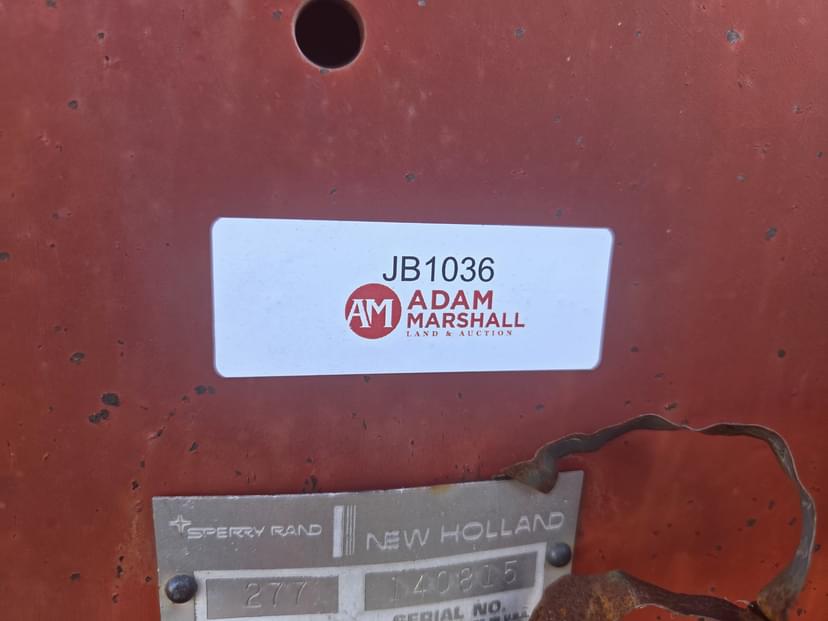 JB1036
AM ADAM
MARSHALL
LAND & AUCTION
SPERRY RAND NEW HOLLAND
277 140815
SERIAL NO.